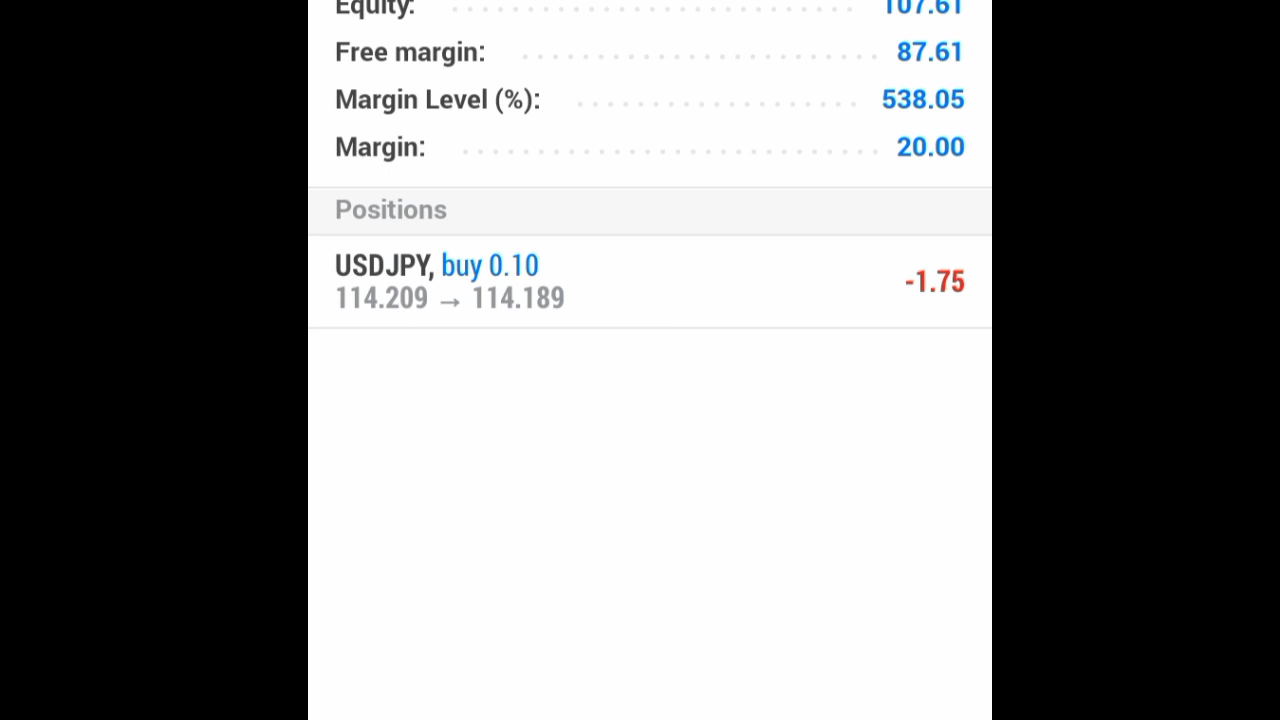 Equity: 107.61
Free margin: 87.61
Margin Level (%): 538.05
Margin: 20.00
Positions
USDJPY, buy 0.10
114.209 → 114.189
-1.75